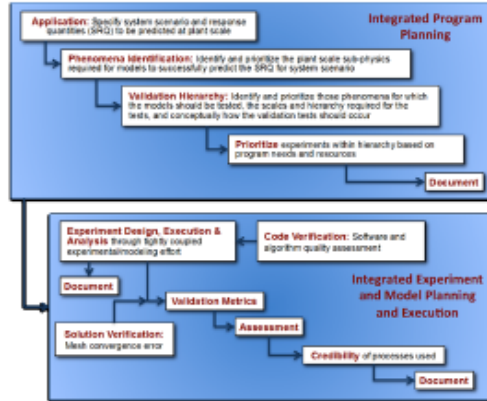 Integrated Program
Planning
Application: Specify system scenario and response
quantities (SRQ) to be predicted at plant scale
Phenomena Identification: Identify and prioritize the plant scale sub-physics
required for models to successfully predict the SRQ for system scenario
Validation Hierarchy: Identify and prioritize those phenomena for which
the models should be tested, the scales and hierarchy required for the
tests, and conceptually how the validation tests should occur
Prioritize experiments within hierarchy based on
program needs and resources
Document
Experiment Design, Execution &
Analysis through tightly coupled
experimental/modeling effort
Code Verification: Software and
algorithm quality assessment
Document
Integrated Experiment
and Model Planning
and Execution
Validation Metrics
Solution Verification:
Mesh convergence error
Assessment
Credibility of processes used
Document